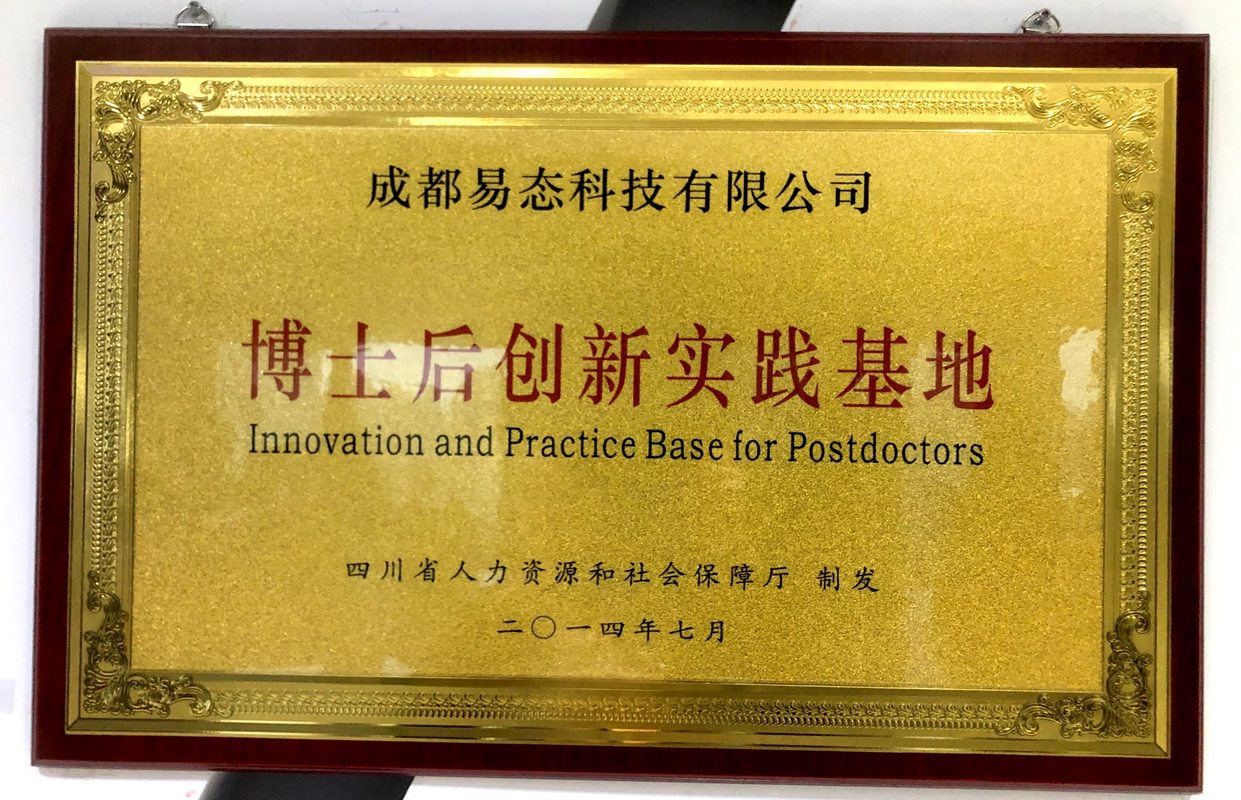 成都易态科技有限公司
博士后创新实践基地
Innovation and Practice Base for Postdoctors
四川省人力资源和社会保障厅 制发
二〇一四年七月